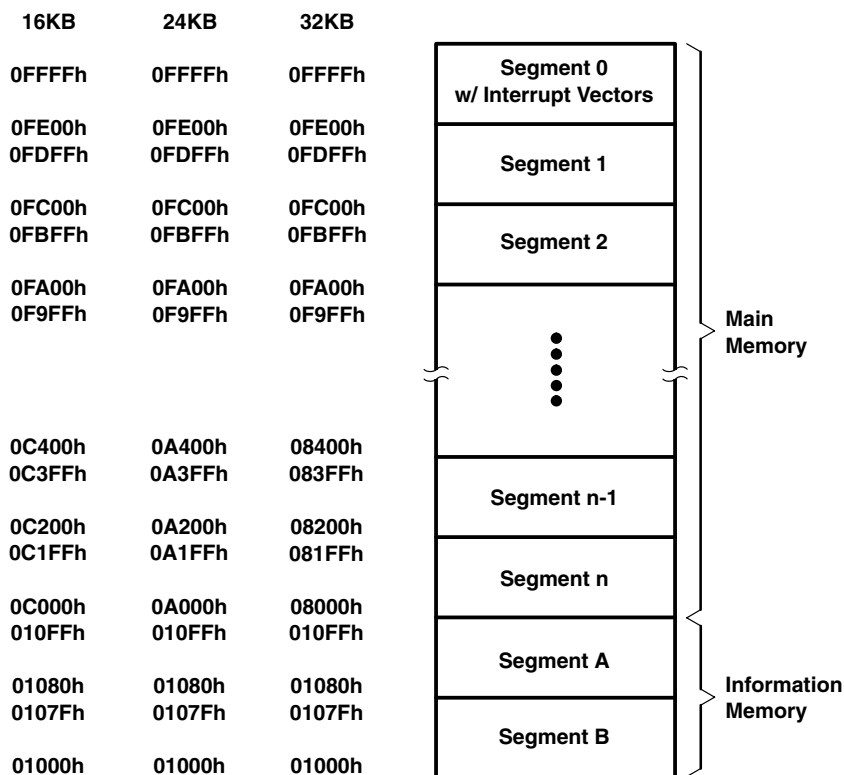 16KB 24KB 32KB
0FFFFh 0FFFFh 0FFFFh
Segment 0
w/ Interrupt Vectors
0FE00h 0FE00h 0FE00h
0FDFFh 0FDFFh 0FDFFh
Segment 1
0FC00h 0FC00h 0FC00h
0FBFFh 0FBFFh 0FBFFh
Segment 2
0FA00h 0FA00h 0FA00h
0F9FFh 0F9FFh 0F9FFh
Main
Memory
0C400h 0A400h 08400h
0C3FFh 0A3FFh 083FFh
Segment n-1
0C200h 0A200h 08200h
0C1FFh 0A1FFh 081FFh
Segment n
0C000h 0A000h 08000h
010FFh 010FFh 010FFh
Segment A
01080h 01080h 01080h
0107Fh 0107Fh 0107Fh
Information
Memory
Segment B
01000h 01000h 01000h